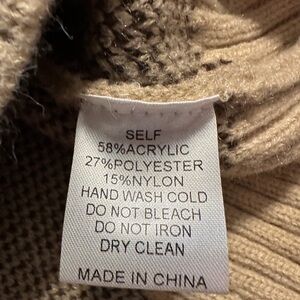 SELF
58%ACRYLIC
27%POLYESTER
15%NYLON
HAND WASH COLD
DO NOT BLEACH
DO NOT IRON
DRY CLEAN
MADE IN CHINA